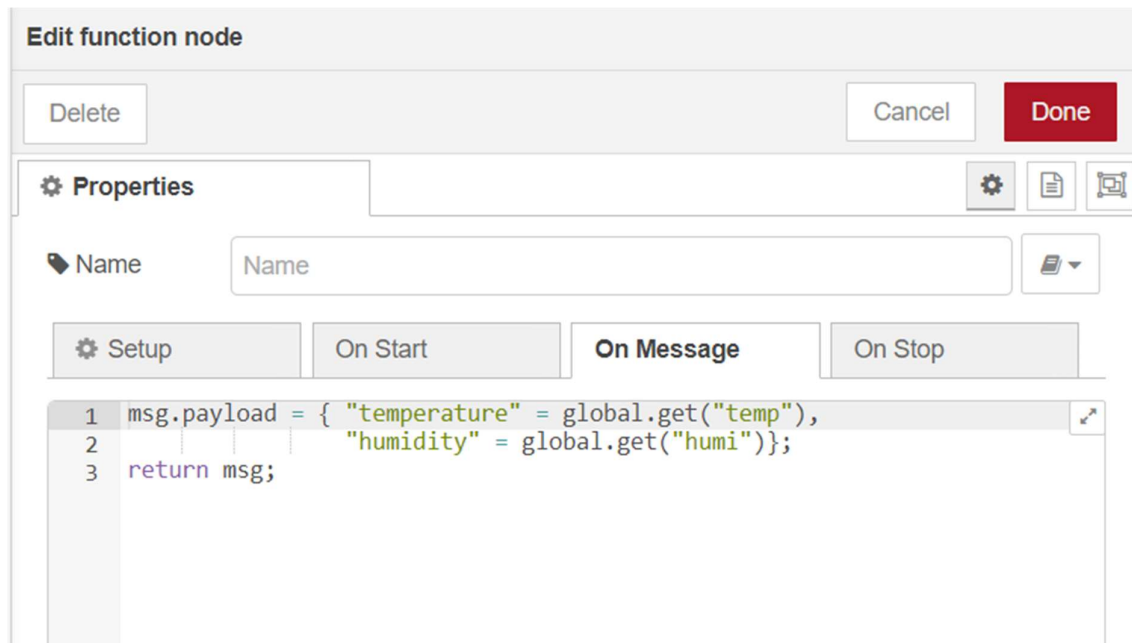 Edit function node
Delete
Cancel
Done
Properties
Name
Name
Setup
On Start
On Message
On Stop
1 msg.payload = { "temperature" = global.get("temp"),
2 "humidity" = global.get("humi")};
3 return msg;